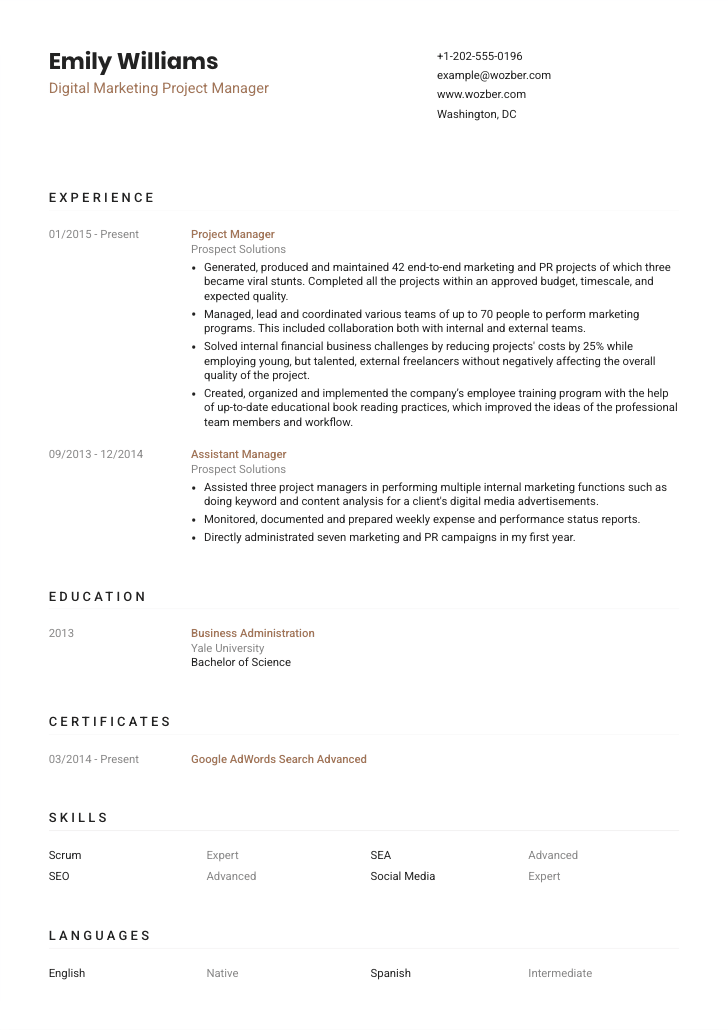 Emily Williams
Digital Marketing Project Manager
+1-202-555-0196
example@wozber.com
www.wozber.com
Washington, DC
EXPERIENCE
01/2015 - Present
Project Manager
Prospect Solutions
• Generated, produced and maintained 42 end-to-end marketing and PR projects of which three
became viral stunts. Completed all the projects within an approved budget, timescale, and
expected quality.
• Managed, lead and coordinated various teams of up to 70 people to perform marketing
programs. This included collaboration both with internal and external teams.
• Solved internal financial business challenges by reducing projects' costs by 25% while
employing young, but talented, external freelancers without negatively affecting the overall
quality of the project.
• Created, organized and implemented the company's employee training program with the help
of up-to-date educational book reading practices, which improved the ideas of the professional
team members and workflow.
09/2013 - 12/2014
Assistant Manager
Prospect Solutions
• Assisted three project managers in performing multiple internal marketing functions such as
doing keyword and content analysis for a client's digital media advertisements.
• Monitored, documented and prepared weekly expense and performance status reports.
• Directly administrated seven marketing and PR campaigns in my first year.
EDUCATION
2013
Business Administration
Yale University
Bachelor of Science
CERTIFICATES
03/2014 - Present
Google AdWords Search Advanced
SKILLS
Scrum Expert SEA Advanced
SEO Advanced Social Media Expert
LANGUAGES
English Native Spanish Intermediate